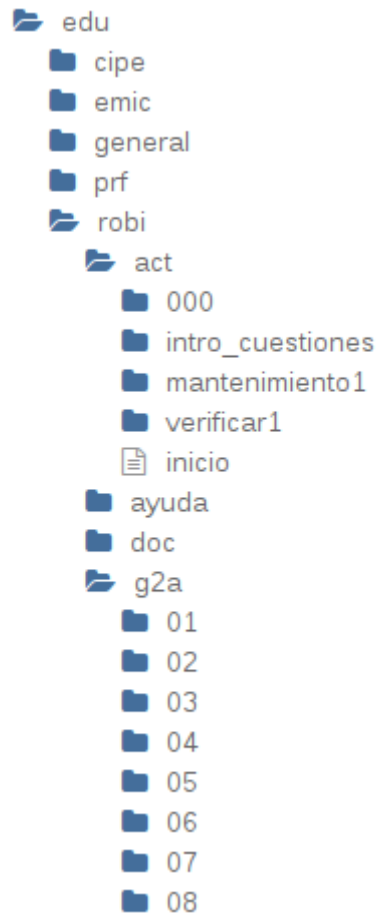 edu
cipe
emic
general
prf
robi
act
000
intro_cuestiones
mantenimiento1
verificar1
inicio
ayuda
doc
g2a
01
02
03
04
05
06
07
08